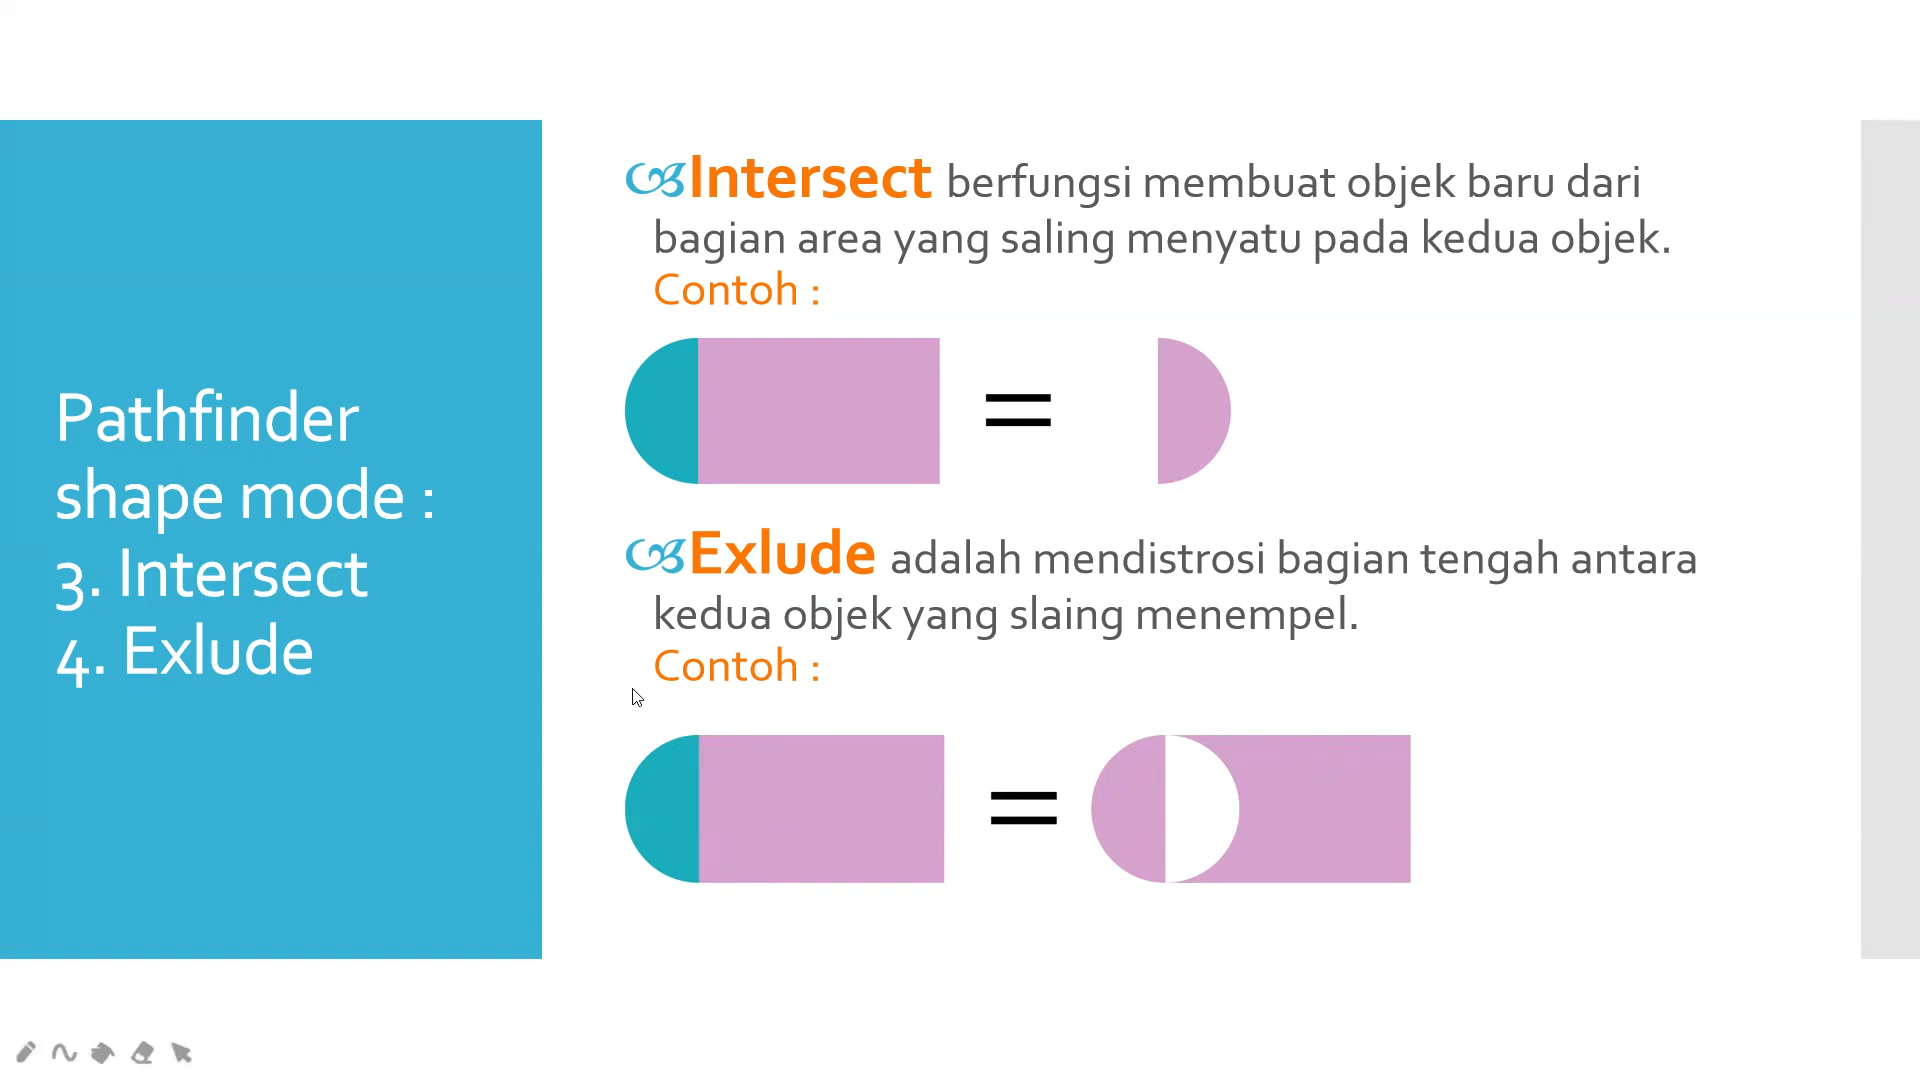 Pathfinder
shape mode :
3. Intersect
4. Exlude
Intersect berfungsi membuat objek baru dari
bagian area yang saling menyatu pada kedua objek.
Contoh :
=
Exlude adalah mendistrosi bagian tengah antara
kedua objek yang slaing menempel.
Contoh :
=